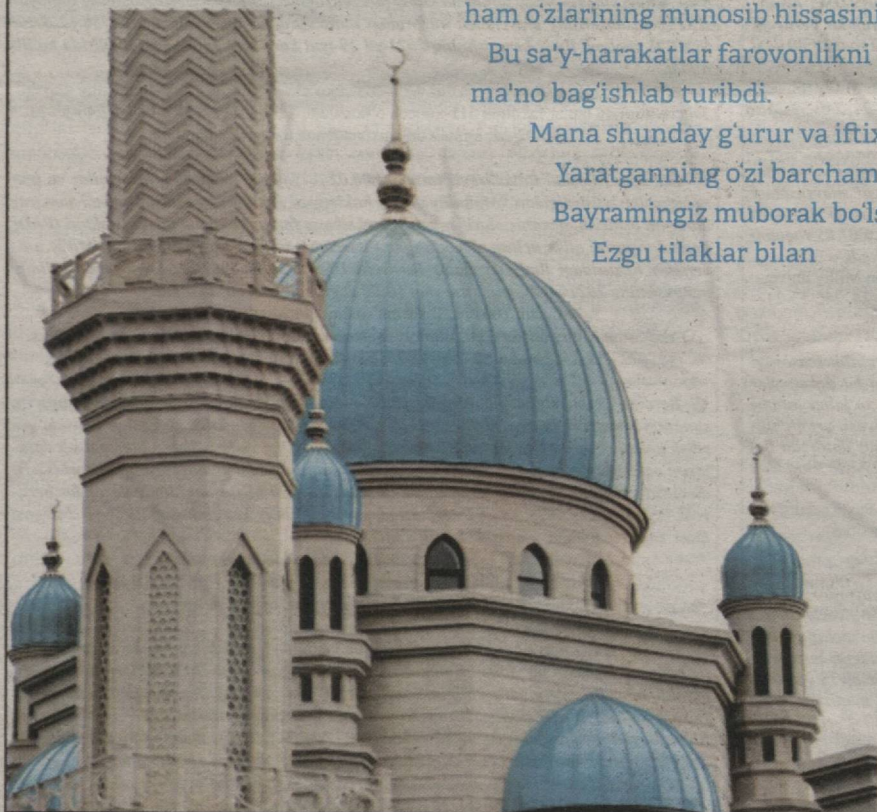 ham o‘zlarining munosib hissasini
Bu sa'y-harakatlar farovonlikni
ma'no bag‘ishlab turibdi.
Mana shunday g‘urur va
Yaratganning o‘zi
Bayramingiz muborak
Ezgu tilaklar bilan